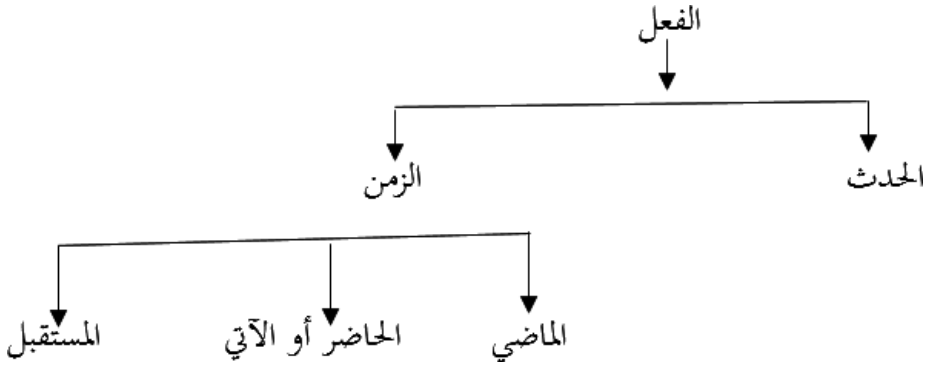 الفعل
الحدث
الزمن
الماضي
الحاضر أو الآتي
المستقبل